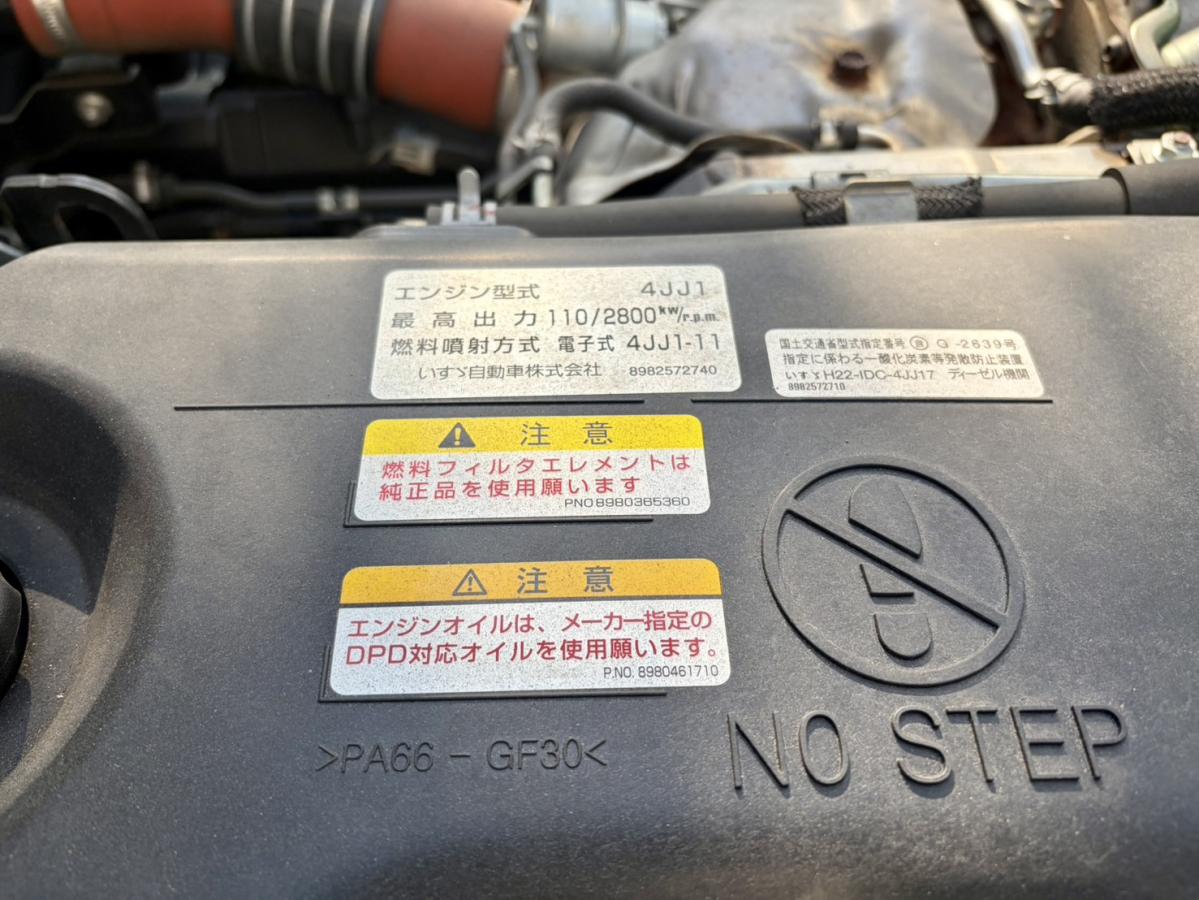 エンジン型式 4JJ1
最高出力 110/2800kW/r.p.m.
燃料噴射方式 電子式 4JJ1-11
いすゞ自動車株式会社 8982572740
国土交通省型式指定番号 G-2639号
指定に係わる一酸化炭素等発散防止装置
いすゞH22-IDC-4JJ17 ディーゼル機関
8982572710
注意
燃料フィルタエレメントは
純正品を使用願います
PNO8980365360
注意
エンジンオイルは、メーカー指定の
DPD対応オイルを使用願います。
P.NO. 8980461710
>PA66-GF30<
NO STEP